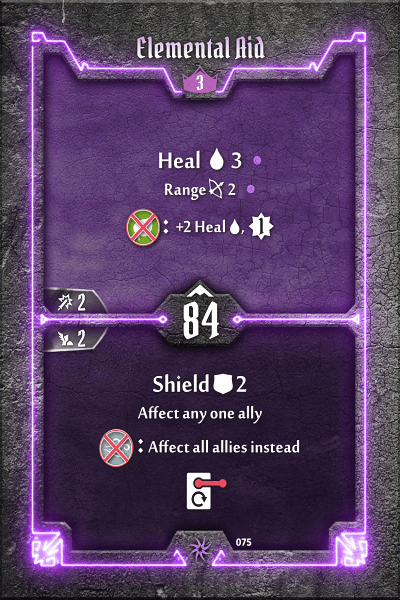 Elemental Aid
3
Heal 3
Range 2
: +2 Heal, 1
2
84
2
Shield 2
Affect any one ally
: Affect all allies instead
075